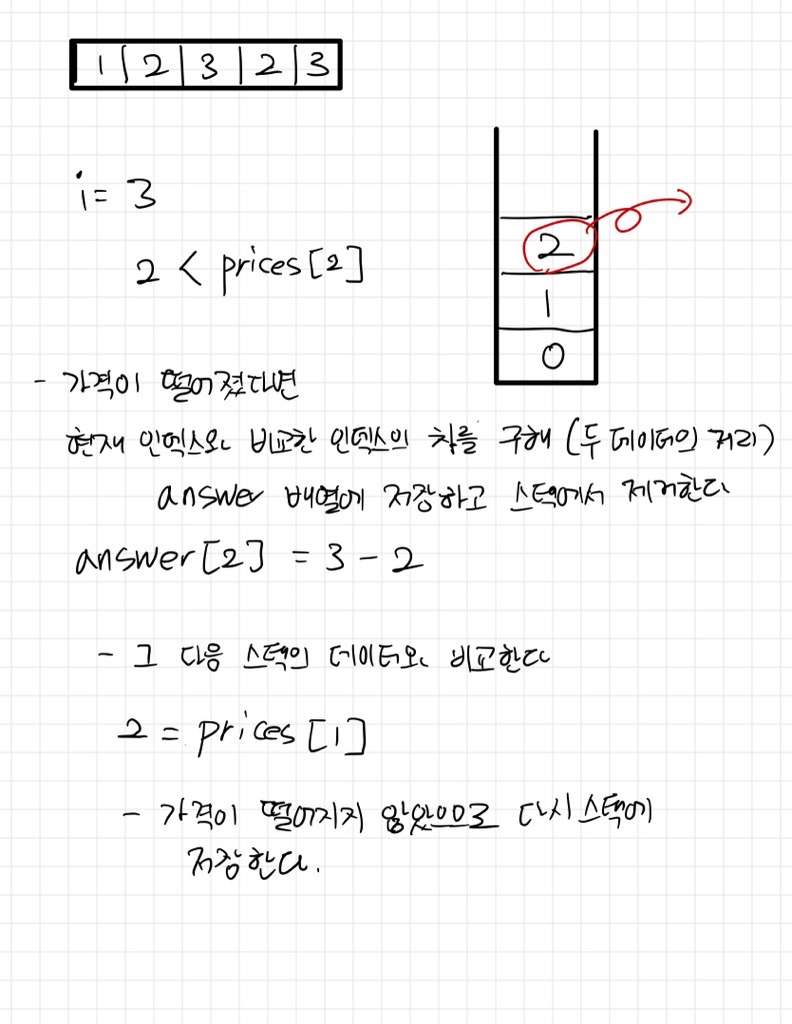 1 | 2 | 3 | 2 | 3
i = 3
2 < prices[2]
2
1
0
- 가격이 떨어졌다면
현재 인덱스와 비교한 인덱스의 차를 구해 (두 데이터의 거리)
answer 배열에 저장하고 스택에서 제거한다
answer[2] = 3 - 2
- 그 다음 스택의 데이터와 비교한다
2 = prices[1]
- 가격이 떨어지지 않았으므로 다시 스택에
저장한다.